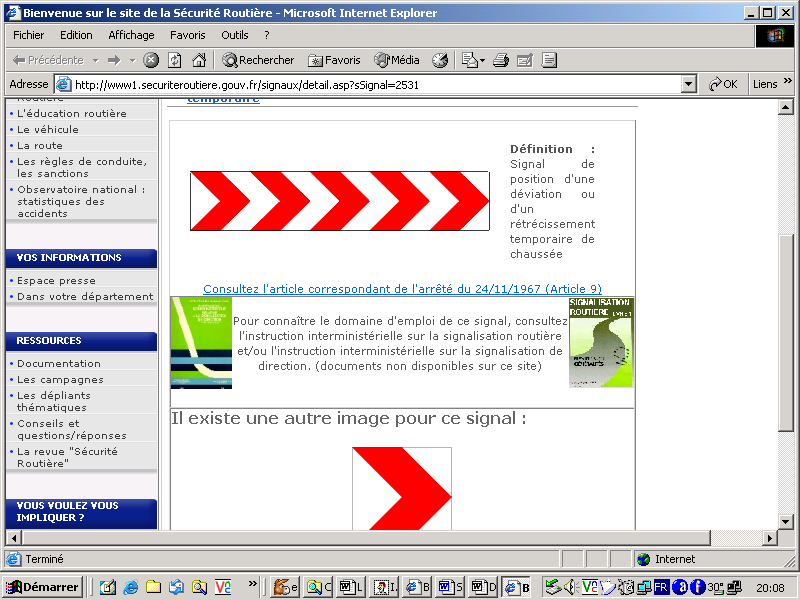 Bienvenue sur le site de la Sécurité Routière - Microsoft Internet Explorer
Fichier Edition Affichage Favoris Outils ?
Précédente Rechercher Favoris Média
Adresse http://www1.securiteroutiere.gouv.fr/signaux/detail.asp?sSignal=2531 OK Liens »
Routière
temporaire
• L'éducation routière
• Le véhicule
• La route
• Les règles de conduite,
les sanctions
• Observatoire national :
statistiques des
accidents
VOS INFORMATIONS
• Espace presse
• Dans votre département
RESSOURCES
• Documentation
• Les campagnes
• Les dépliants
thématiques
• Conseils et
questions/réponses
• La revue "Sécurité
Routière"
VOUS VOULEZ VOUS
IMPLIQUER ?
Définition :
Signal de
position d'une
déviation ou
d'un
rétrécissement
temporaire de
chaussée
Consultez l'article correspondant de l'arrêté du 24/11/1967 (Article 9)
SIGNALISATION
ROUTIERE
Pour connaître le domaine d'emploi de ce signal, consultez
l'instruction interministérielle sur la signalisation routière
et/ou l'instruction interministérielle sur la signalisation de
direction. (documents non disponibles sur ce site)
Il existe une autre image pour ce signal :
Terminé Internet
Démarrer » e C L I. B S D B FR 30° 20:08